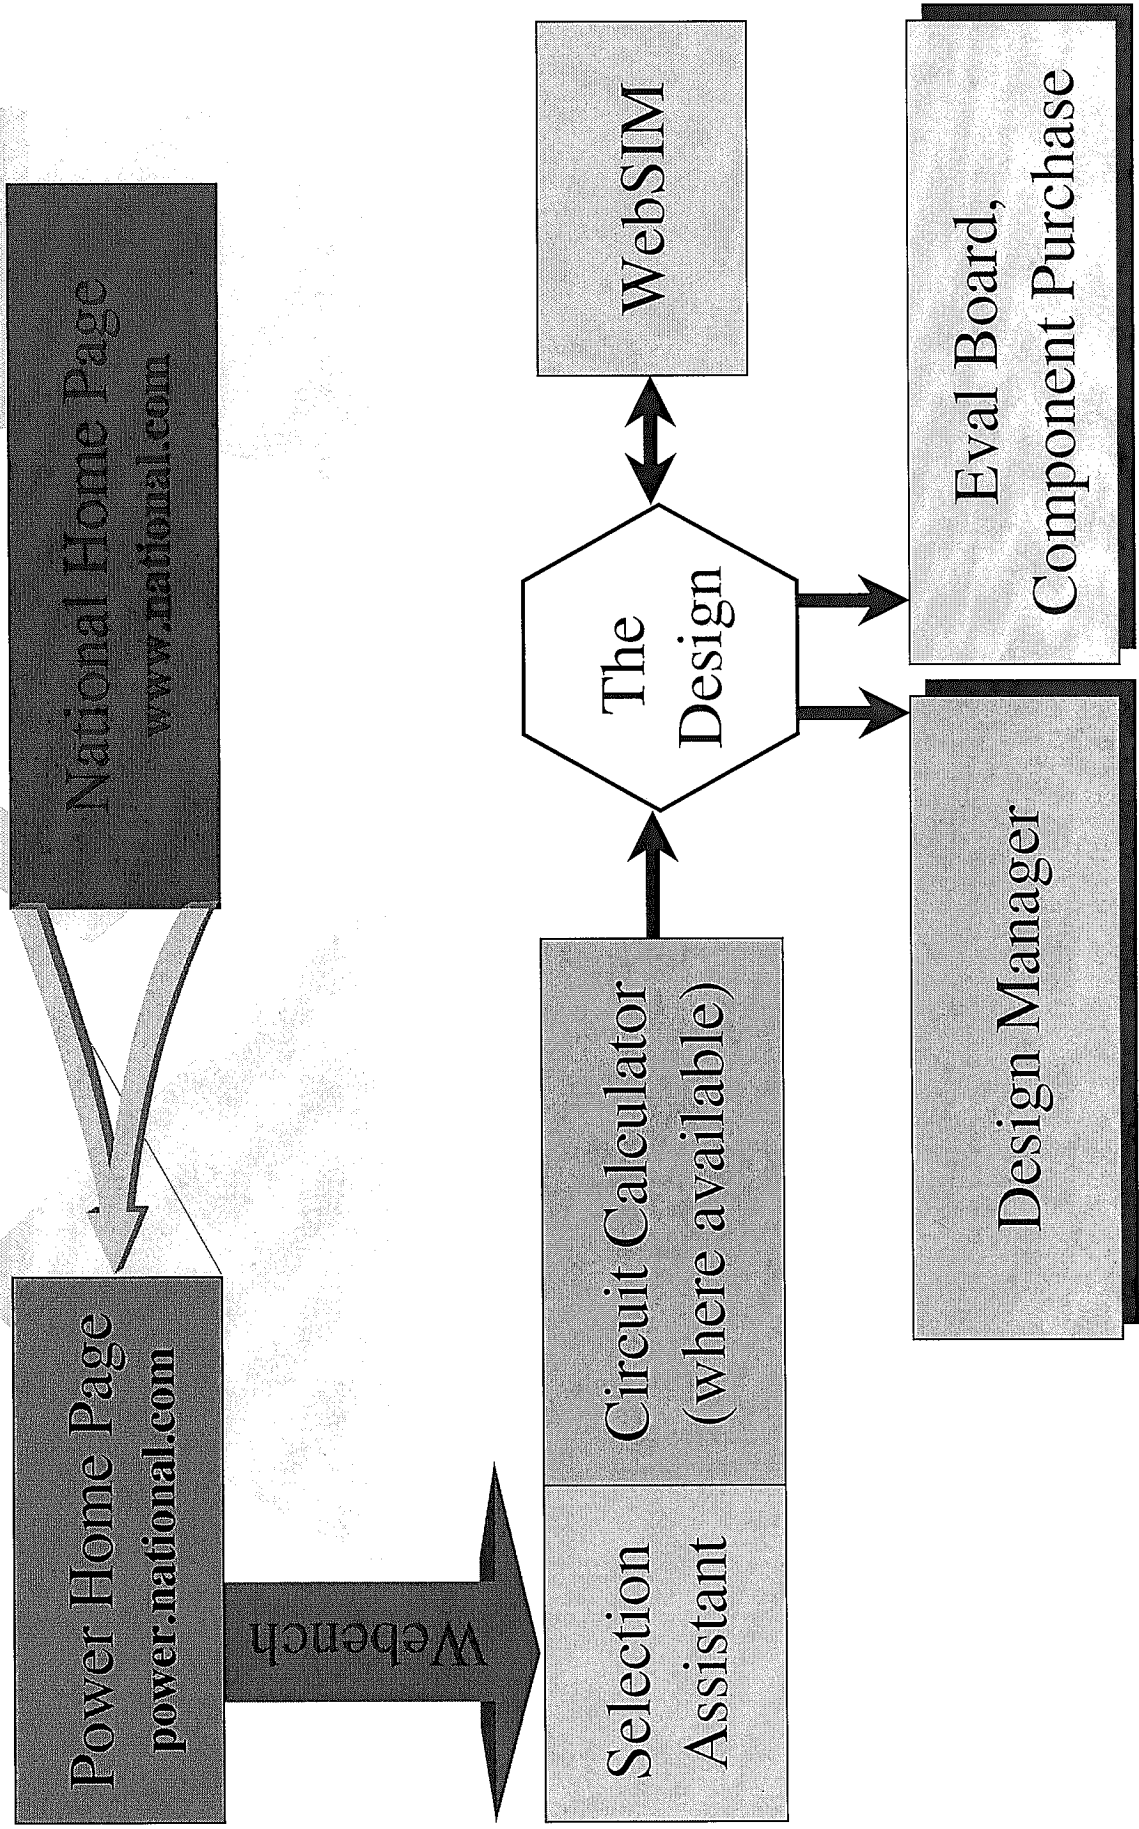 National Home Page
www.national.com
Power Home Page
power.national.com
Webench
Selection
Assistant
Circuit Calculator
(where available)
The
Design
WebSIM
Design Manager
Eval Board,
Component Purchase